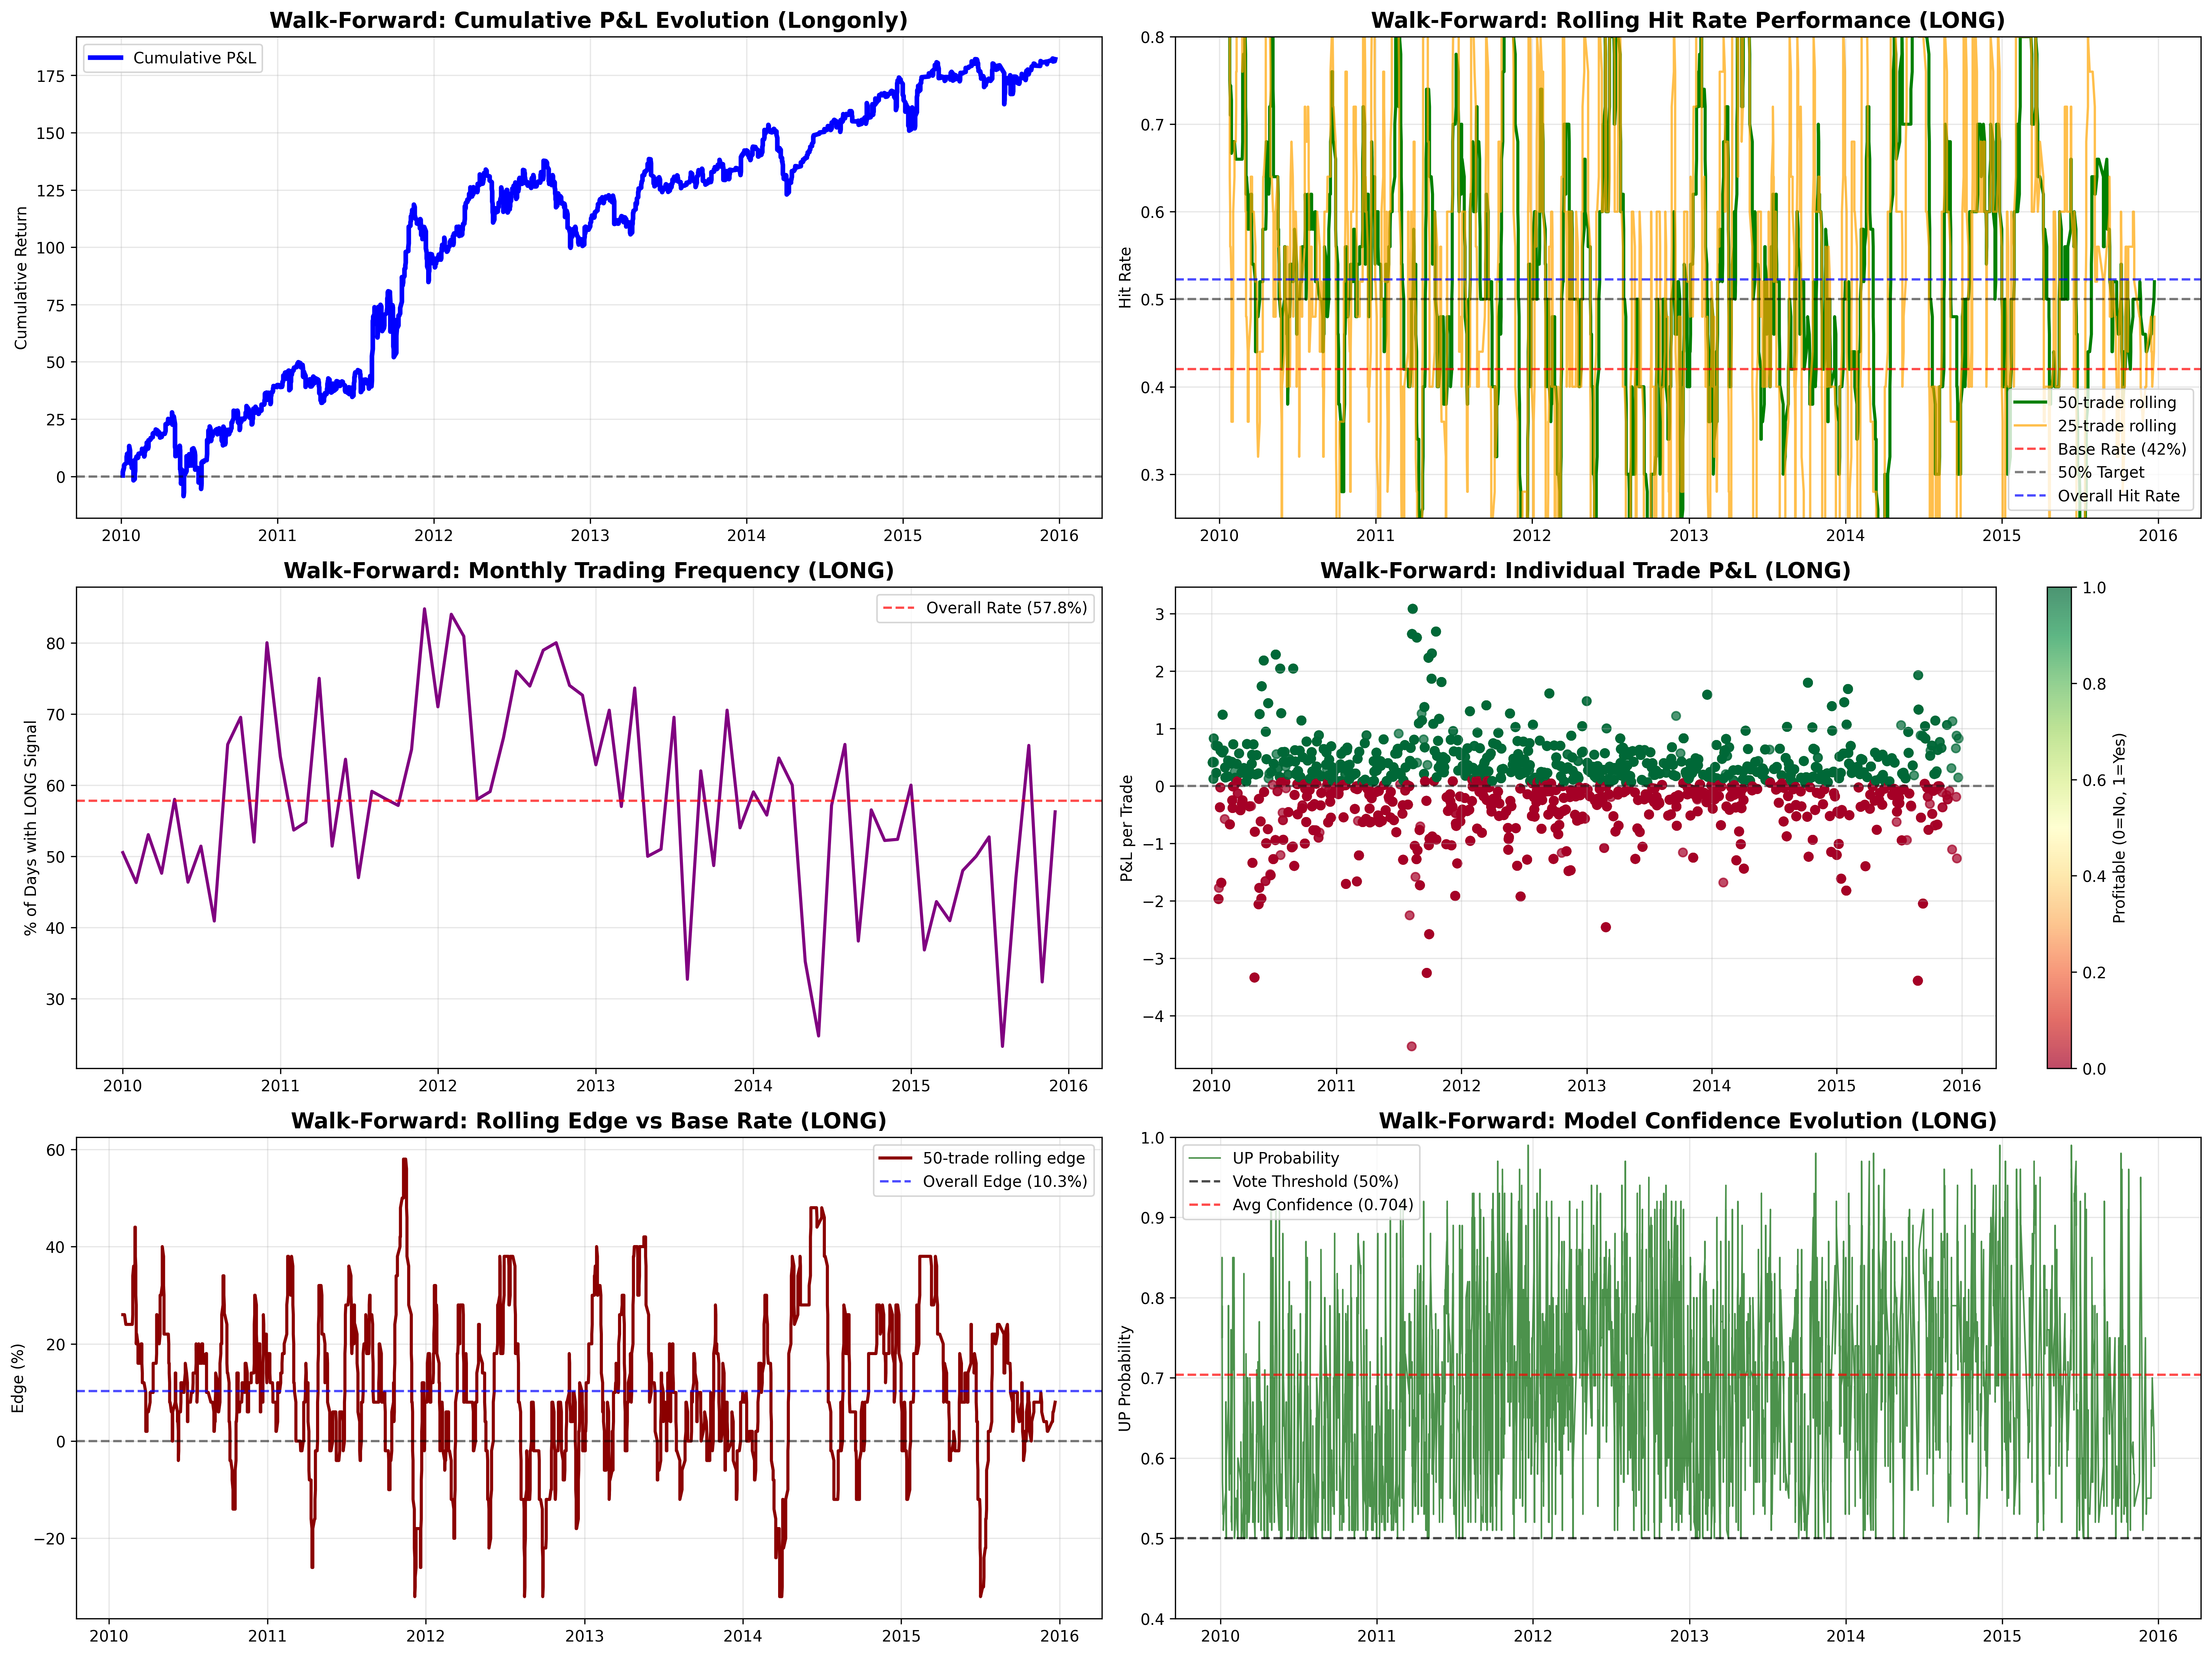 Walk-Forward: Cumulative P&L Evolution (Longonly)
Cumulative P&L
Cumulative Return
175
150
125
100
75
50
25
0
2010 2011 2012 2013 2014 2015 2016
Walk-Forward: Rolling Hit Rate Performance (LONG)
Hit Rate
0.8
0.7
0.6
0.5
0.4
0.3
50-trade rolling
25-trade rolling
Base Rate (42%)
50% Target
Overall Hit Rate
2010 2011 2012 2013 2014 2015 2016
Walk-Forward: Monthly Trading Frequency (LONG)
Overall Rate (57.8%)
% of Days with LONG Signal
80
70
60
50
40
30
2010 2011 2012 2013 2014 2015 2016
Walk-Forward: Individual Trade P&L (LONG)
P&L per Trade
3
2
1
0
−1
−2
−3
−4
2010 2011 2012 2013 2014 2015 2016
1.0
0.8
0.6
0.4
0.2
0.0
Profitable (0=No, 1=Yes)
Walk-Forward: Rolling Edge vs Base Rate (LONG)
50-trade rolling edge
Overall Edge (10.3%)
Edge (%)
60
40
20
0
−20
2010 2011 2012 2013 2014 2015 2016
Walk-Forward: Model Confidence Evolution (LONG)
UP Probability
Vote Threshold (50%)
Avg Confidence (0.704)
UP Probability
1.0
0.9
0.8
0.7
0.6
0.5
0.4
2010 2011 2012 2013 2014 2015 2016